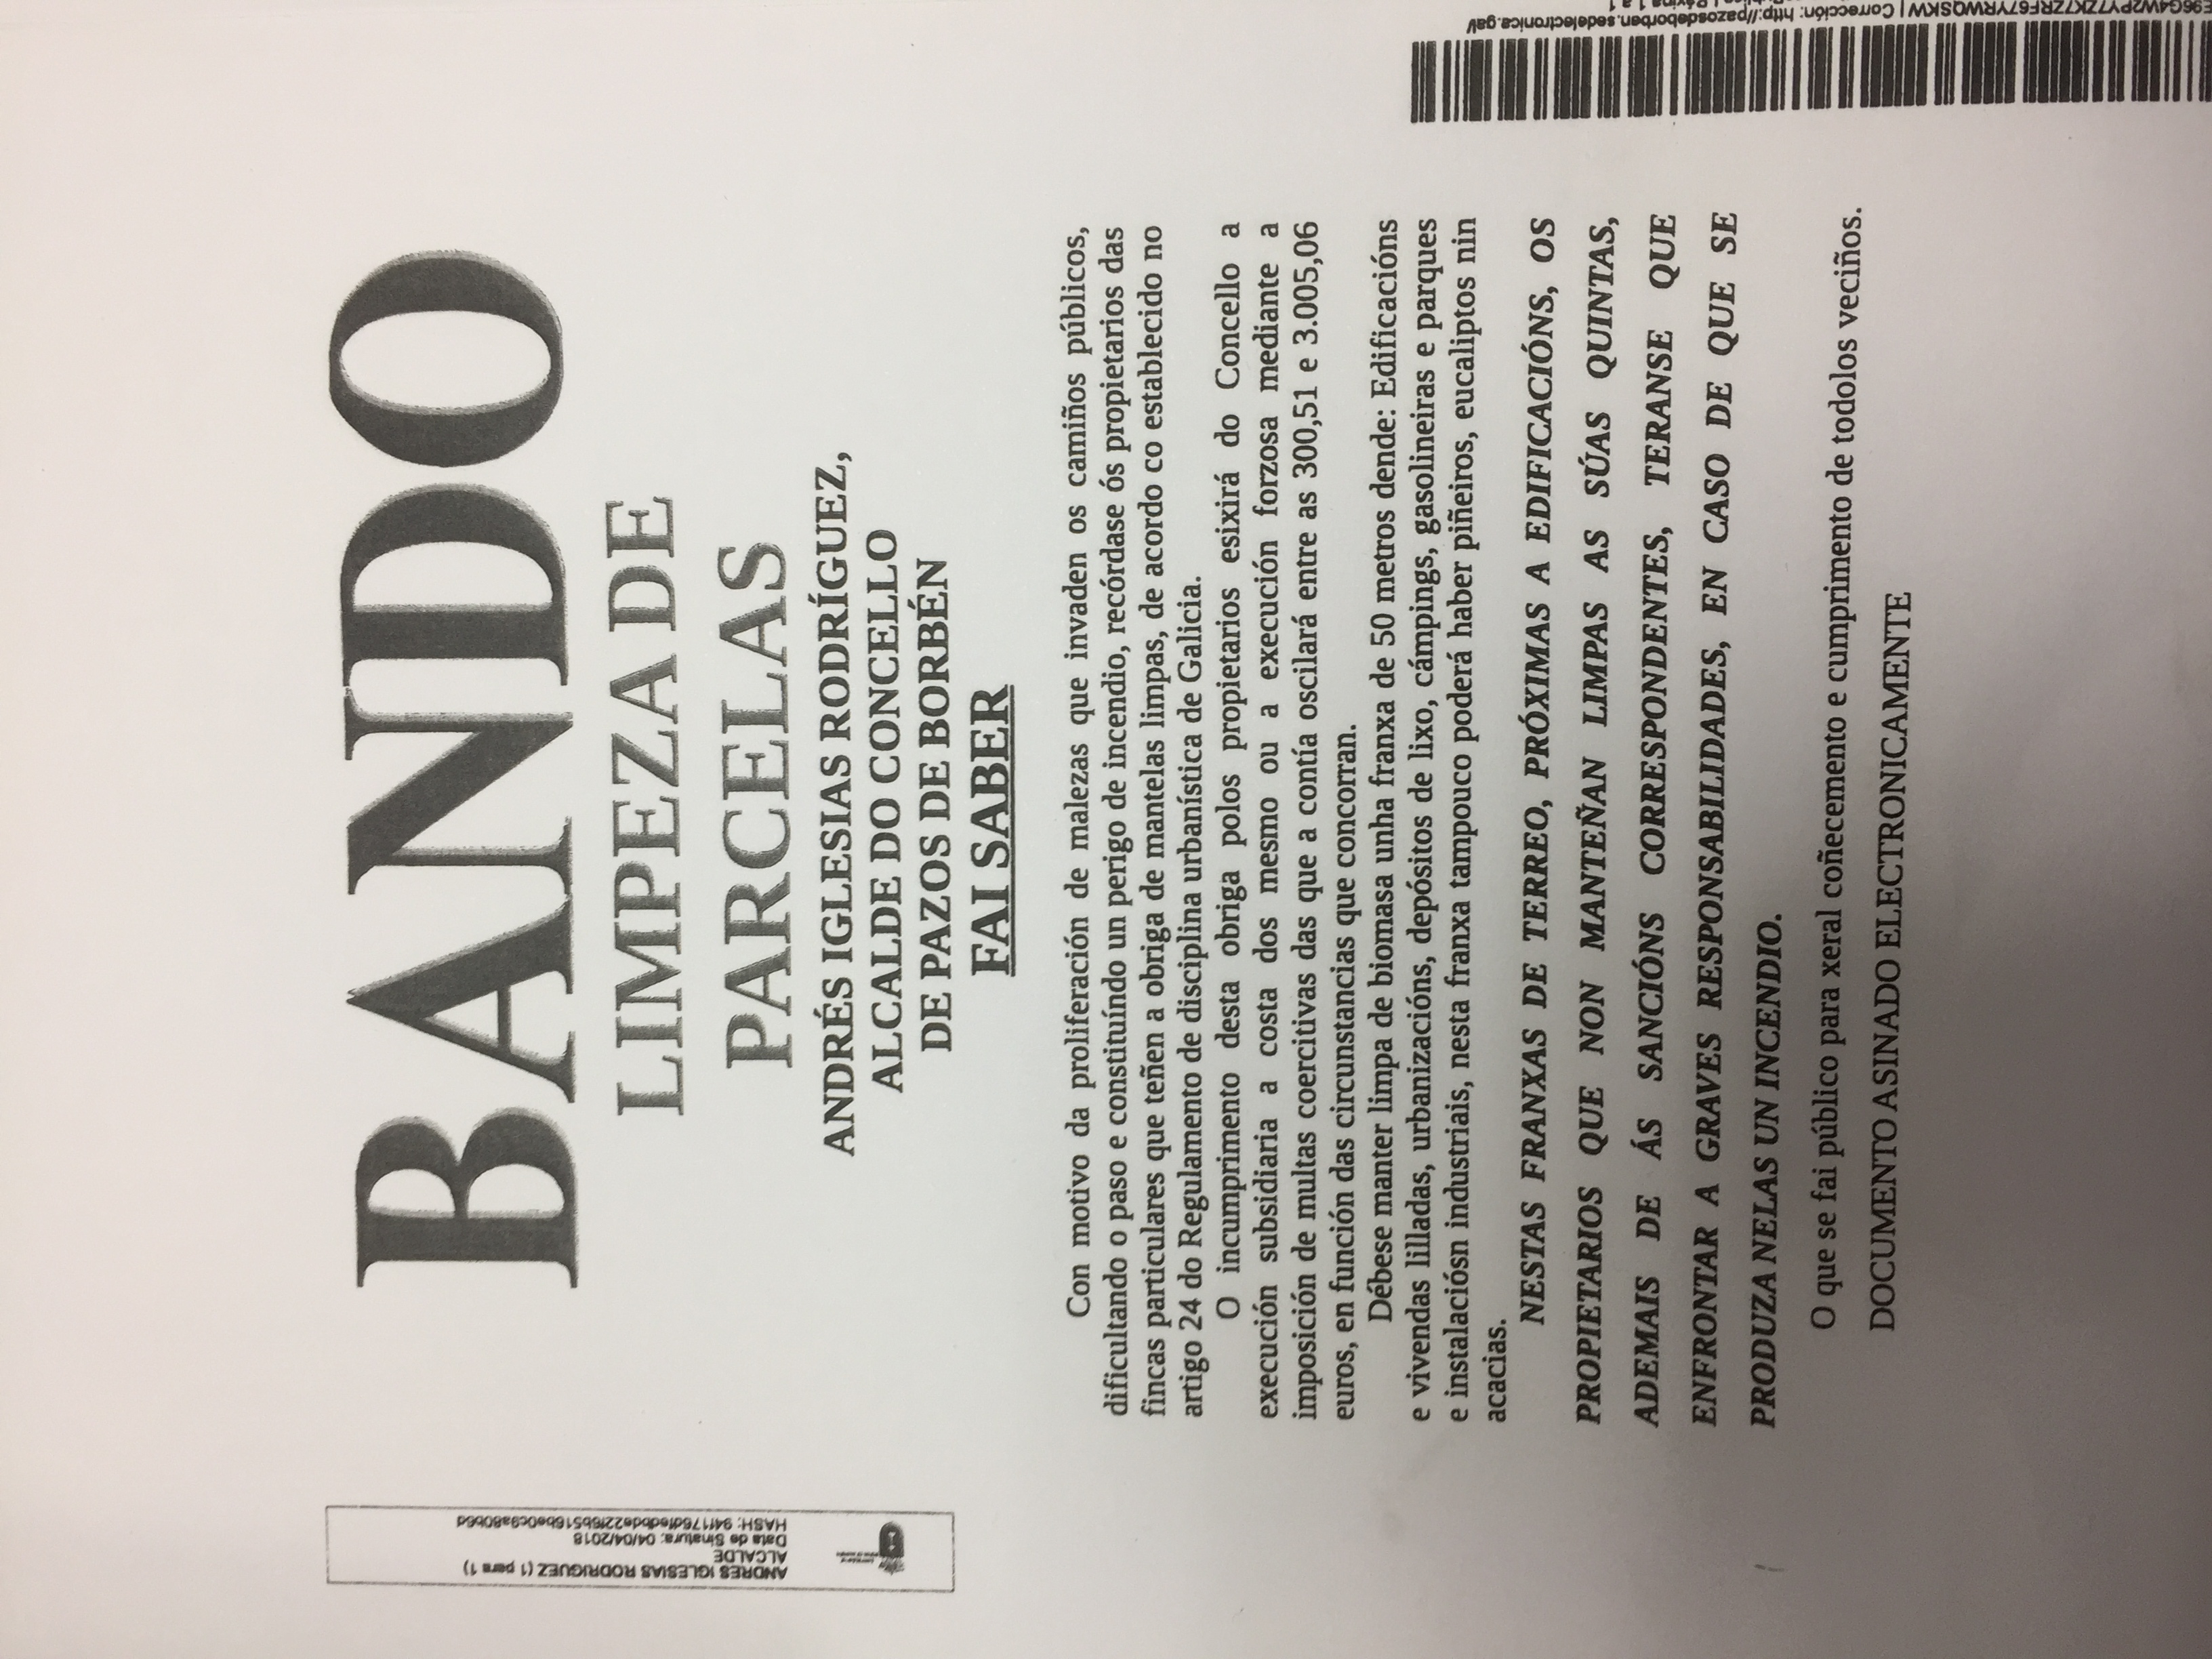 BANDO
LIMPEZA DE
PARCELAS
ANDRÉS IGLESIAS RODRÍGUEZ,
ALCALDE DO CONCELLO
DE PAZOS DE BORBÉN
FAI SABER
Con motivo da proliferación de malezas que invaden os camiños públicos,
dificultando o paso e constituíndo un perigo de incendio, recórdase ós propietarios das
fincas particulares que teñen a obriga de mantelas limpas, de acordo co establecido no
artigo 24 do Regulamento de disciplina urbanística de Galicia.
O incumprimento desta obriga polos propietarios esixirá do Concello a
execución subsidiaria a costa dos mesmo ou a execución forzosa mediante a
imposición de multas coercitivas das que a contía oscilará entre as 300,51 e 3.005,06
euros, en función das circunstancias que concorran.
Débese manter limpa de biomasa unha franxa de 50 metros dende: Edificacións
e vivendas lilladas, urbanizacións, depósitos de lixo, cámpings, gasolineiras e parques
e instalaciósn industriais, nesta franxa tampouco poderá haber piñeiros, eucaliptos nin
acacias.
NESTAS FRANXAS DE TERREO, PRÓXIMAS A EDIFICACIÓNS, OS
PROPIETARIOS QUE NON MANTEÑAN LIMPAS AS SÚAS QUINTAS,
ADEMAIS DE ÁS SANCIÓNS CORRESPONDENTES, TERANSE QUE
ENFRONTAR A GRAVES RESPONSABILIDADES, EN CASO DE QUE SE
PRODUZA NELAS UN INCENDIO.
O que se fai público para xeral coñecemento e cumprimento de todolos veciños.
DOCUMENTO ASINADO ELECTRONICAMENTE
ANDRES IGLESIAS RODRIGUEZ (1 para 1)
ALCALDE
Data de Sinatura: 04/04/2018
HASH:
| Corrección: http://pazosdeborben.sedelectronica.gal/
| Páxina 1 a 1